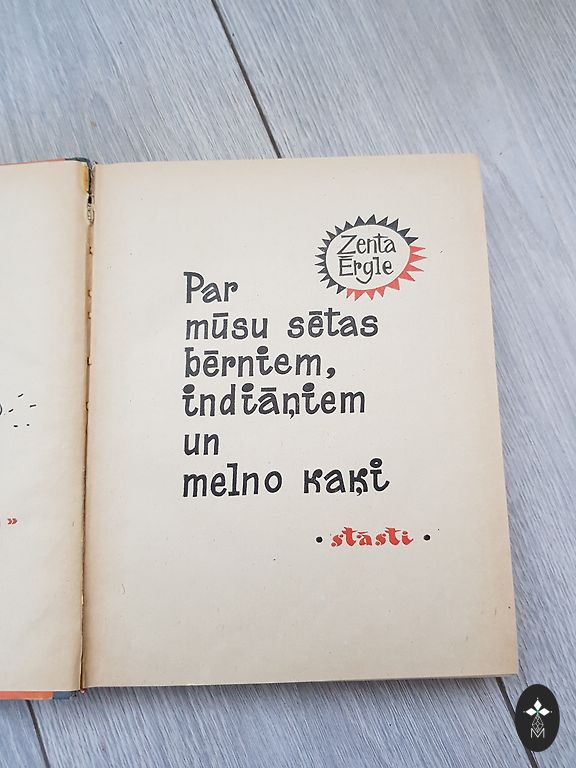 Zenta
Ērgle
Par
mūsu sētas
bērniem,
indiāņiem
un
melno kaķi
• stāsti •
»
M